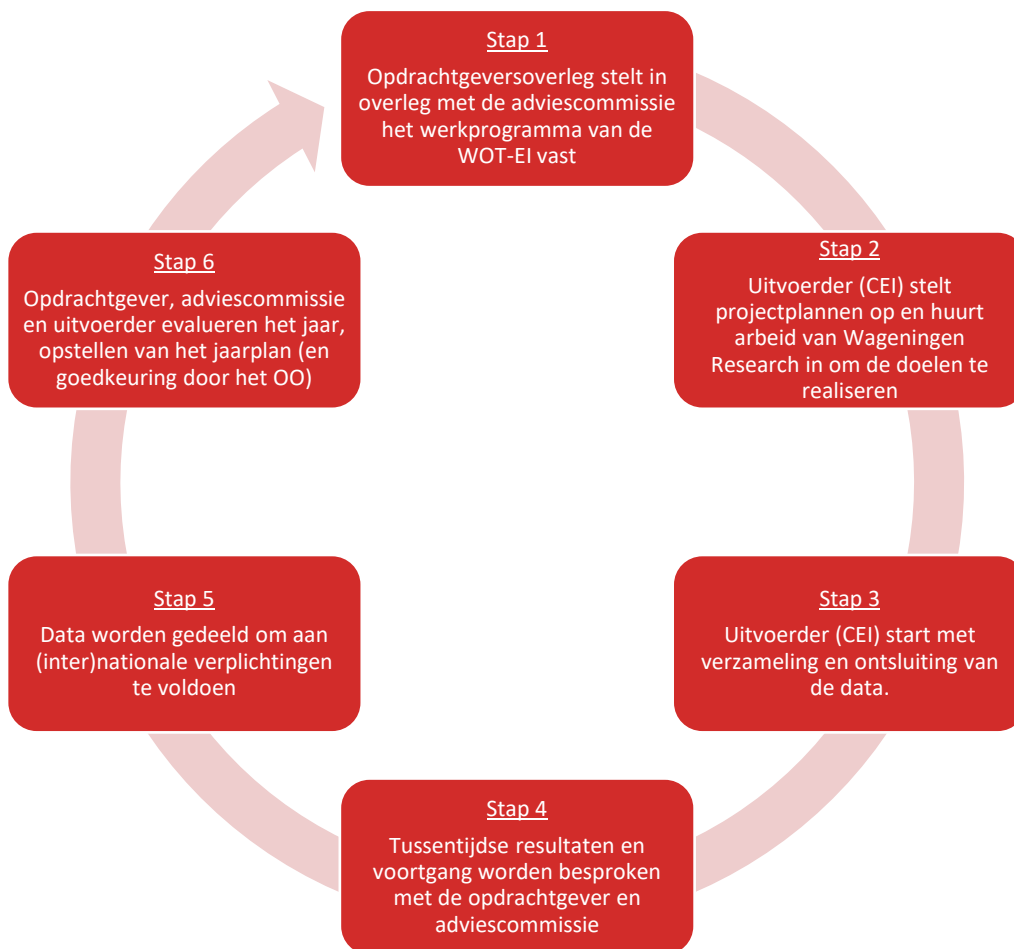 Stap 1
Opdrachtgeversoverleg stelt in
overleg met de adviescommissie
het werkprogramma van de
WOT-EI vast
Stap 2
Uitvoerder (CEI) stelt
projectplannen op en huurt
arbeid van Wageningen
Research in om de doelen te
realiseren
Stap 3
Uitvoerder (CEI) start met
verzameling en ontsluiting van
de data.
Stap 4
Tussentijdse resultaten en
voortgang worden besproken
met de opdrachtgever en
adviescommissie
Stap 5
Data worden gedeeld om aan
(inter)nationale verplichtingen
te voldoen
Stap 6
Opdrachtgever, adviescommissie
en uitvoerder evalueren het jaar,
opstellen van het jaarplan (en
goedkeuring door het OO)